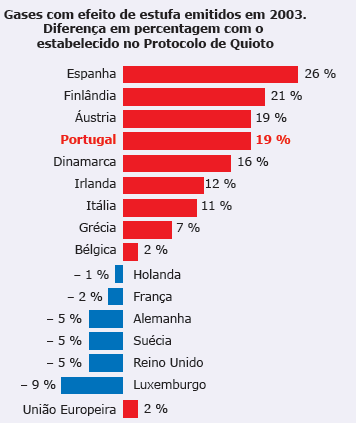 Gases com efeito de estufa emitidos em 2003.
Diferença em percentagem com o
estabelecido no Protocolo de Quioto
Espanha 26 %
Finlândia 21 %
Áustria 19 %
Portugal 19 %
Dinamarca 16 %
Irlanda 12 %
Itália 11 %
Grécia 7 %
Bélgica 2 %
– 1 % Holanda
– 2 % França
– 5 % Alemanha
– 5 % Suécia
– 5 % Reino Unido
– 9 % Luxemburgo
União Europeira 2 %